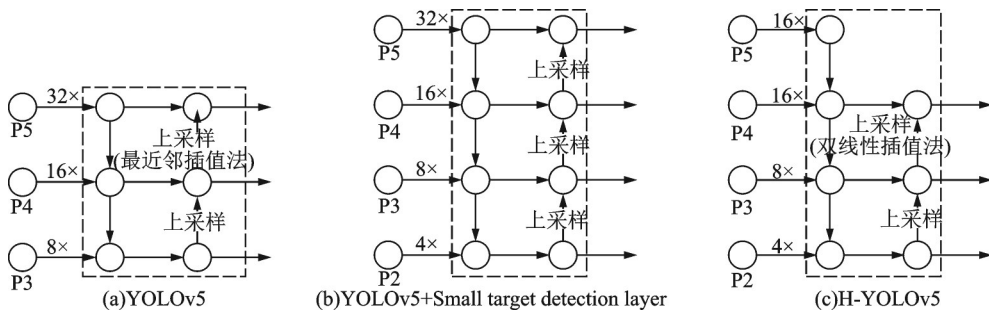 32×
P5
上采样
(最近邻插值法)
16×
P4
上采样
8×
P3
(a)YOLOv5
32×
P5
上采样
16×
P4
上采样
8×
P3
上采样
4×
P2
(b)YOLOv5+Small target detection layer
16×
P5
16×
P4
上采样
(双线性插值法)
8×
P3
上采样
4×
P2
(c)H-YOLOv5